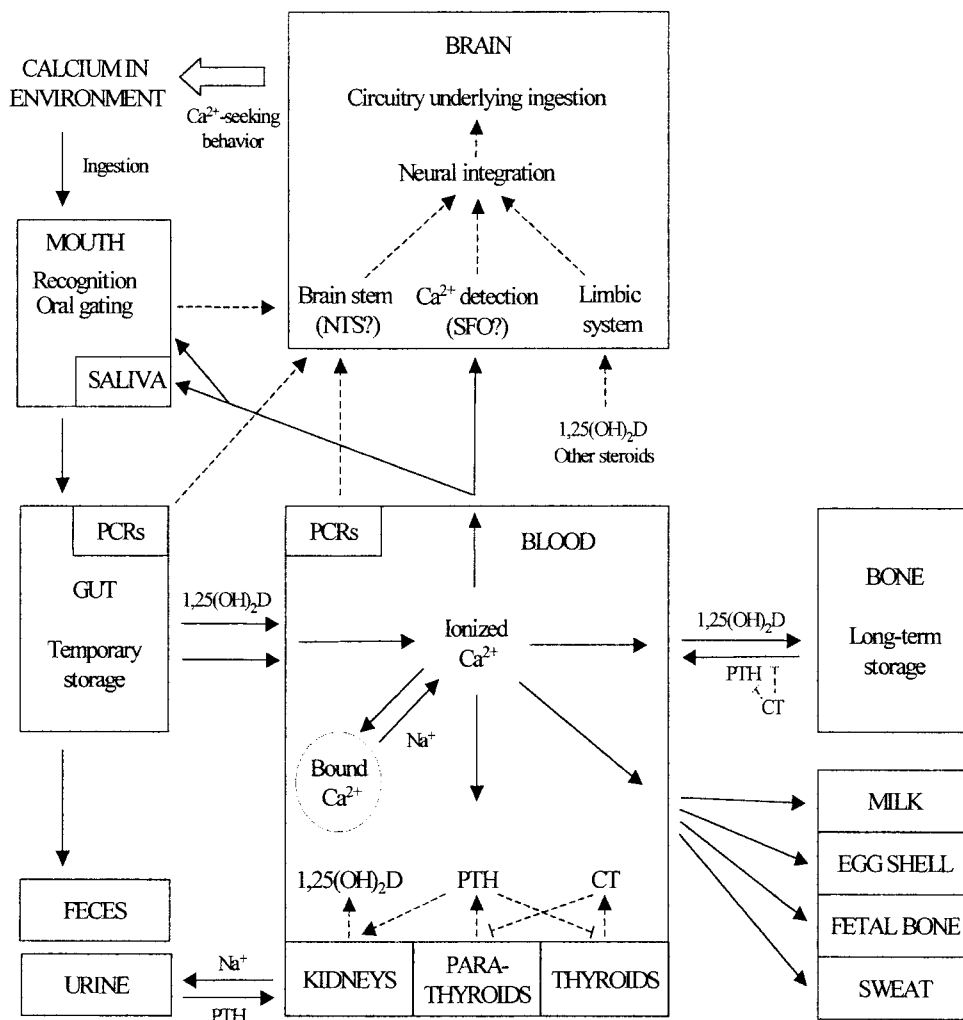 BRAIN
CALCIUM IN
ENVIRONMENT
Ca²⁺-seeking
behavior
Circuitry underlying ingestion
Ingestion
Neural integration
MOUTH
Recognition
Oral gating
SALIVA
Brain stem
(NTS?)
Ca²⁺ detection
(SFO?)
Limbic
system
1,25(OH)₂D
Other steroids
PCRs
GUT
Temporary
storage
1,25(OH)₂D
PCRs
BLOOD
Ionized
Ca²⁺
Na⁺
Bound
Ca²⁺
1,25(OH)₂D
PTH
CT
BONE
Long-term
storage
1,25(OH)₂D
PTH
CT
KIDNEYS
PARA-
THYROIDS
THYROIDS
FECES
URINE
Na⁺
PTH
MILK
EGG SHELL
FETAL BONE
SWEAT